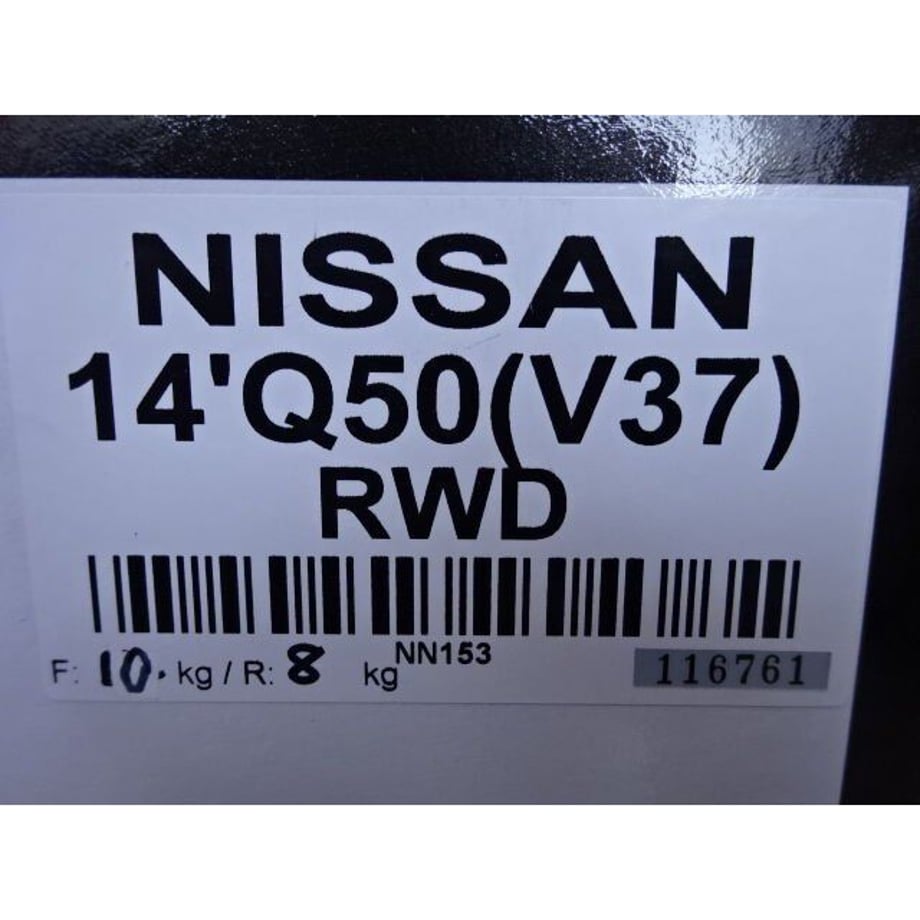 NISSAN
14'Q50(V37)
RWD
NN153
F: 10. kg / R: 8 kg
116761